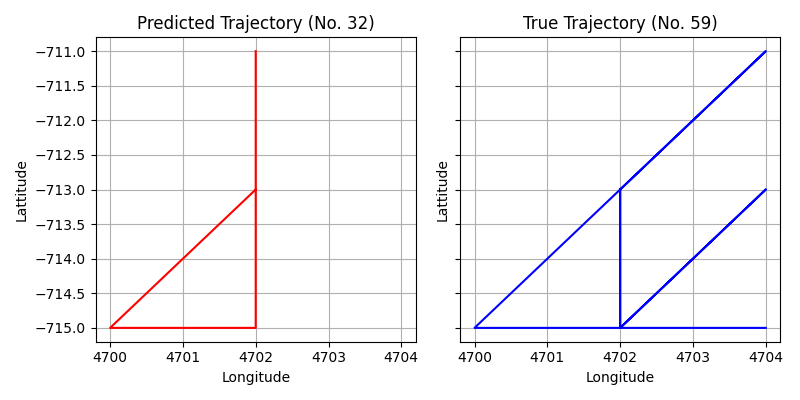 Predicted Trajectory (No. 32)
True Trajectory (No. 59)
−711.0
−711.5
−712.0
−712.5
−713.0
−713.5
−714.0
−714.5
−715.0
Lattitude
Lattitude
4700 4701 4702 4703 4704
4700 4701 4702 4703 4704
Longitude
Longitude